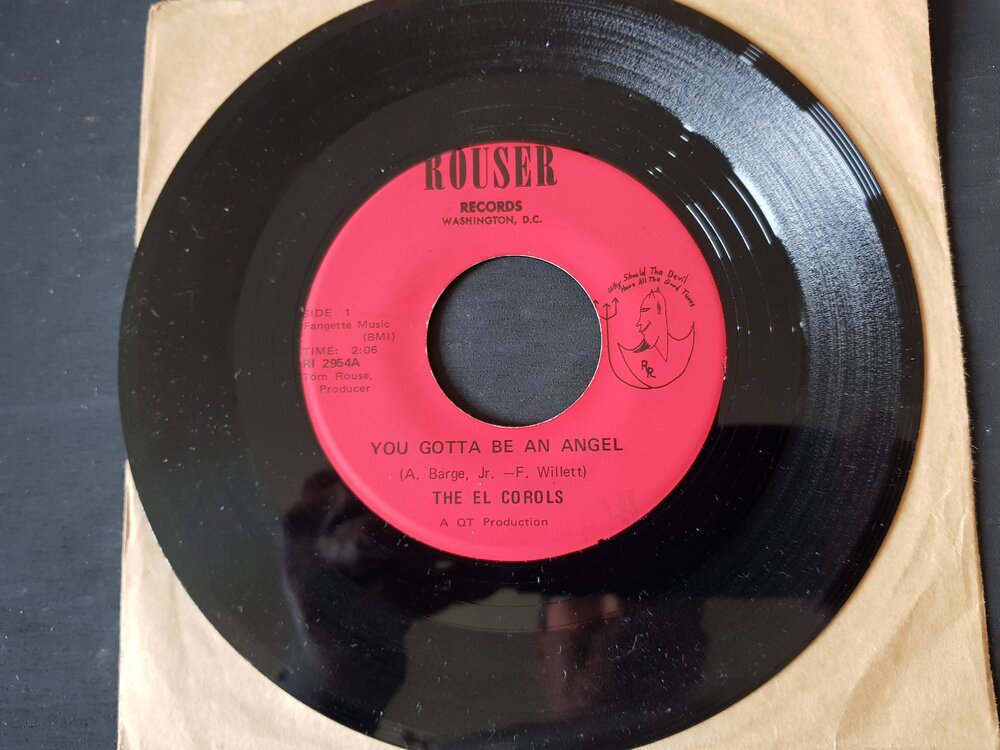 ROUSER
RECORDS
WASHINGTON, D.C.
Why Should The Devil
Have All The Good Tunes
RR
SIDE 1
Fangette Music
(BMI)
TIME: 2:06
RI 2954A
Tom Rouse,
Producer
YOU GOTTA BE AN ANGEL
(A. Barge, Jr. —F. Willett)
THE EL COROLS
A QT Production